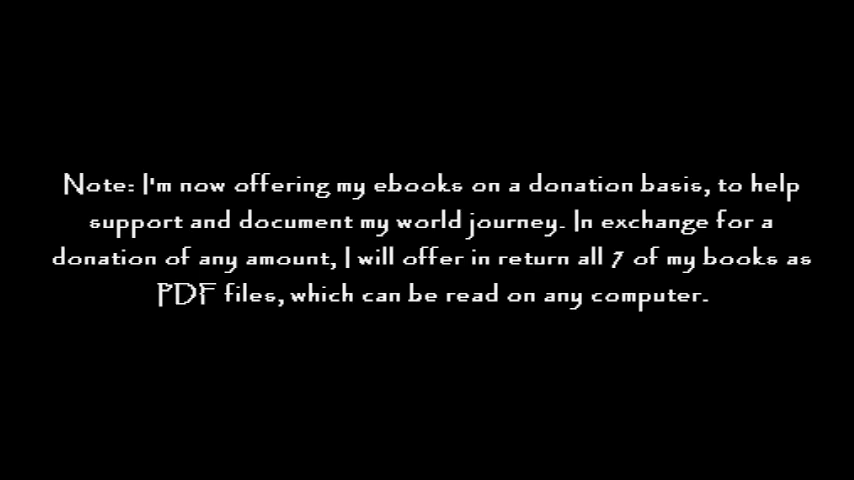 Note: I'm now offering my ebooks on a donation basis, to help
support and document my world journey. In exchange for a
donation of any amount, I will offer in return all 7 of my books as
PDF files, which can be read on any computer.